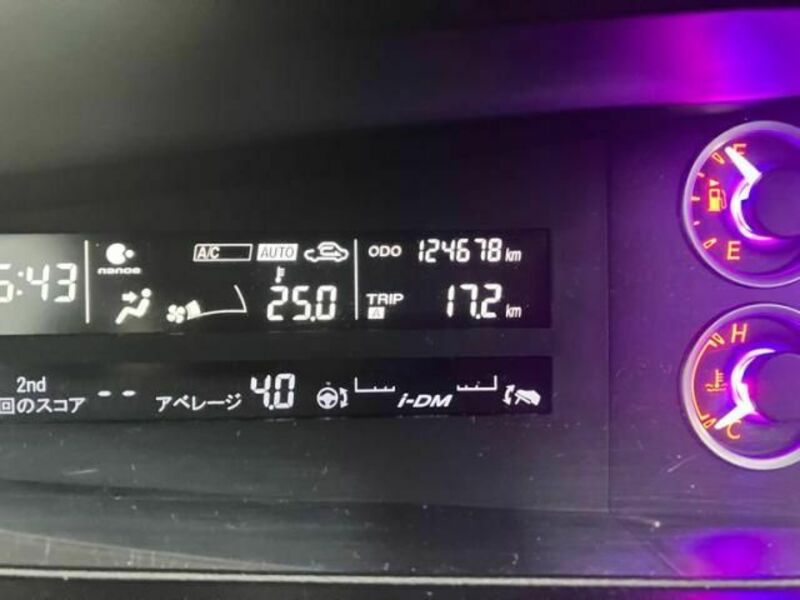 nanoe A/C AUTO ODO 124678 km
5:43 25.0 TRIP A 17.2 km
2nd
回のスコア -- アベレージ 4.0 i-DM
F
E
H
C